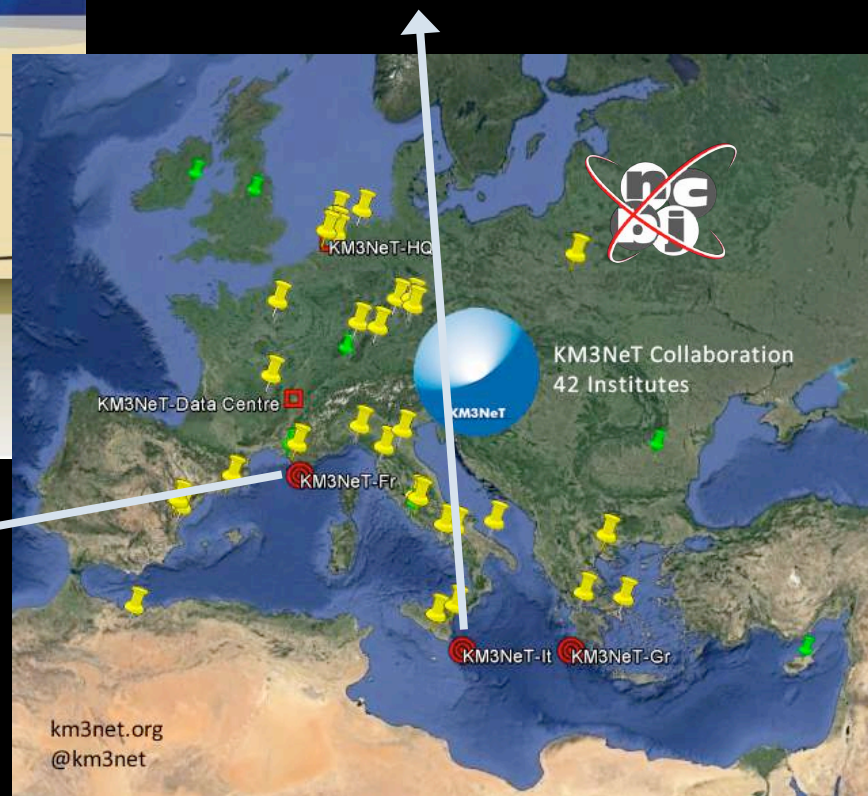 ncbj
KM3NeT-HQ
KM3NeT Collaboration
42 Institutes
KM3NeT-Data Centre
KM3NeT
KM3NeT-Fr
KM3NeT-It
KM3NeT-Gr
km3net.org
@km3net